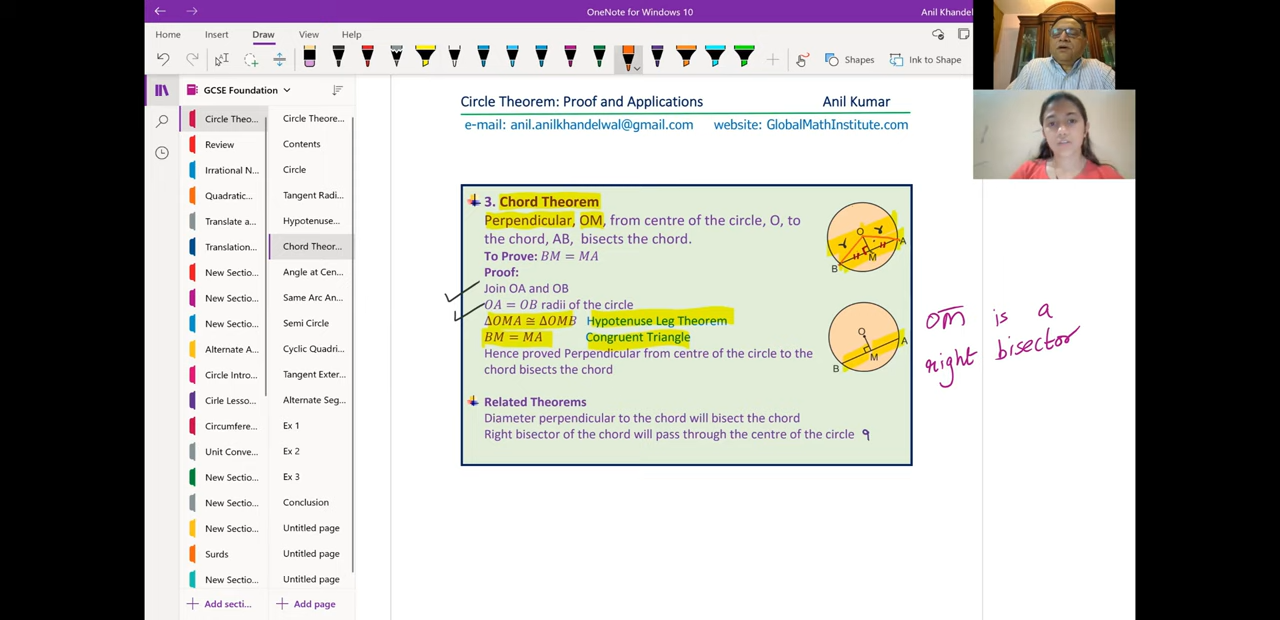 OneNote for Windows 10
Anil Khandel
Home Insert Draw View Help
Shapes Ink to Shape
GCSE Foundation
Circle Theo...
Review
Irrational N...
Quadratic...
Translate a...
Translation...
New Sectio...
New Sectio...
New Sectio...
Alternate A...
Circle Intro...
Cirle Lesso...
Circumfere...
Unit Conve...
New Sectio...
New Sectio...
New Sectio...
Surds
New Sectio...
Add secti...
Circle Theore...
Contents
Circle
Tangent Radi...
Hypotenuse...
Chord Theor...
Angle at Cen...
Same Arc An...
Semi Circle
Cyclic Quadri...
Tangent Exter...
Alternate Seg...
Ex 1
Ex 2
Ex 3
Conclusion
Untitled page
Untitled page
Untitled page
Add page
Circle Theorem: Proof and Applications Anil Kumar
e-mail: anil.anilkhandelwal@gmail.com website: GlobalMathInstitute.com
3. Chord Theorem
Perpendicular, OM, from centre of the circle, O, to
the chord, AB, bisects the chord.
To Prove: BM = MA
Proof:
Join OA and OB
OA = OB radii of the circle
ΔOMA ≅ ΔOMB Hypotenuse Leg Theorem
BM = MA Congruent Triangle
Hence proved Perpendicular from centre of the circle to the
chord bisects the chord
Related Theorems
Diameter perpendicular to the chord will bisect the chord
Right bisector of the chord will pass through the centre of the circle 9
O
r
r
A
M
B
O
A
M
B
OM is a
right bisector